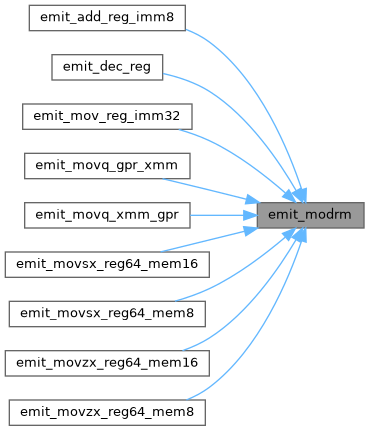 emit_add_reg_imm8
emit_dec_reg
emit_mov_reg_imm32
emit_movq_gpr_xmm
emit_modrm
emit_movq_xmm_gpr
emit_movsx_reg64_mem16
emit_movsx_reg64_mem8
emit_movzx_reg64_mem16
emit_movzx_reg64_mem8